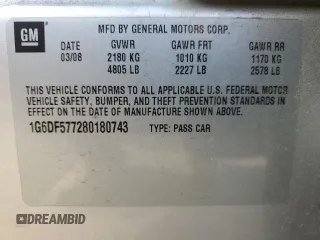 GM
MFD BY GENERAL MOTORS CORP.
DATE GVWR GAWR FRT GAWR RR
03/08 2180 KG 1010 KG 1170 KG
4805 LB 2227 LB 2578 LB
THIS VEHICLE CONFORMS TO ALL APPLICABLE U.S. FEDERAL MOTOR
VEHICLE SAFETY, BUMPER, AND THEFT PREVENTION STANDARDS IN
EFFECT ON THE DATE OF MANUFACTURE SHOWN ABOVE.
1G6DF577280180743 TYPE: PASS CAR
DREAMBID